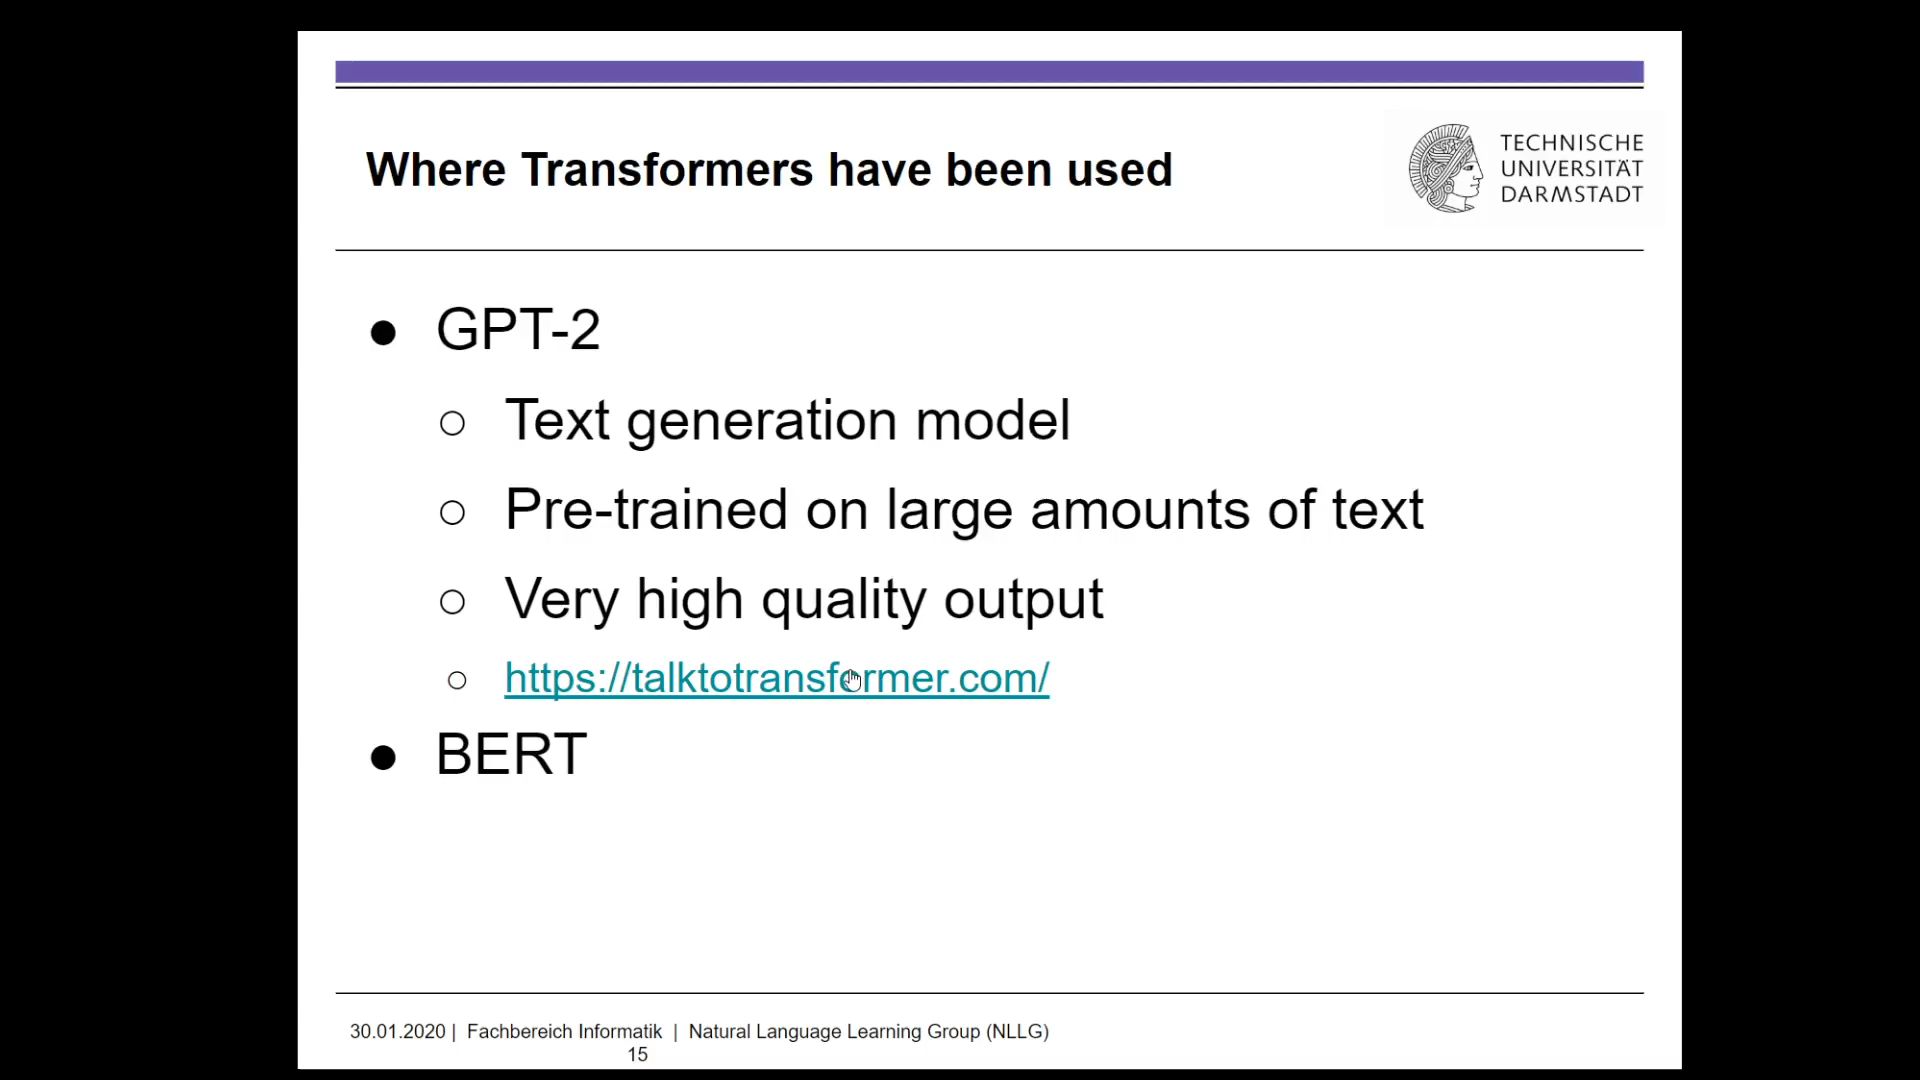 Where Transformers have been used
TECHNISCHE
UNIVERSITÄT
DARMSTADT
● GPT-2
○ Text generation model
○ Pre-trained on large amounts of text
○ Very high quality output
○ https://talktotransformer.com/
● BERT
30.01.2020 | Fachbereich Informatik | Natural Language Learning Group (NLLG)
15